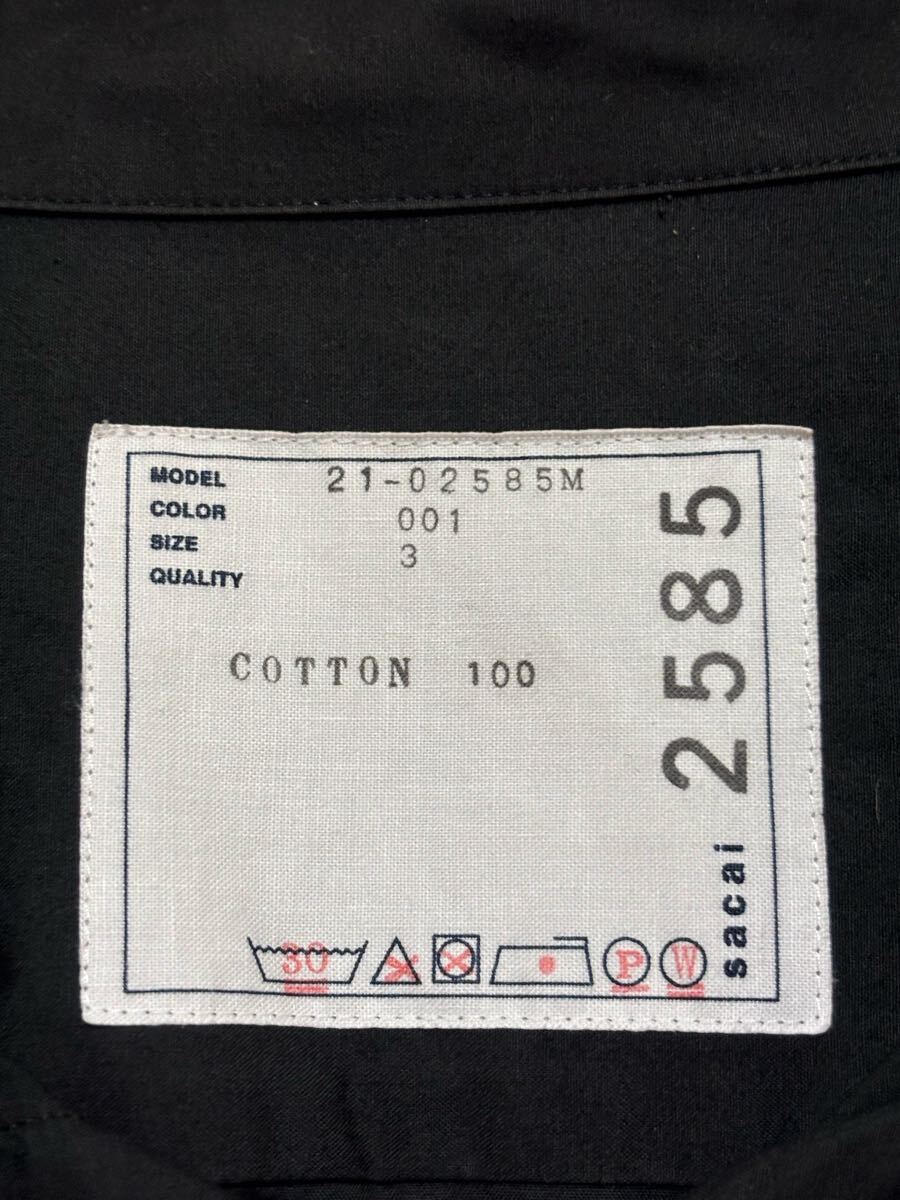 MODEL 21-02585M
COLOR 001
SIZE 3
QUALITY
COTTON 100
sacai 2585
30
P
W